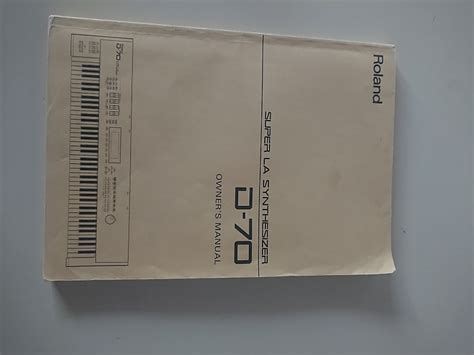 Roland
SUPER LA SYNTHESIZER
D-70
OWNER'S MANUAL